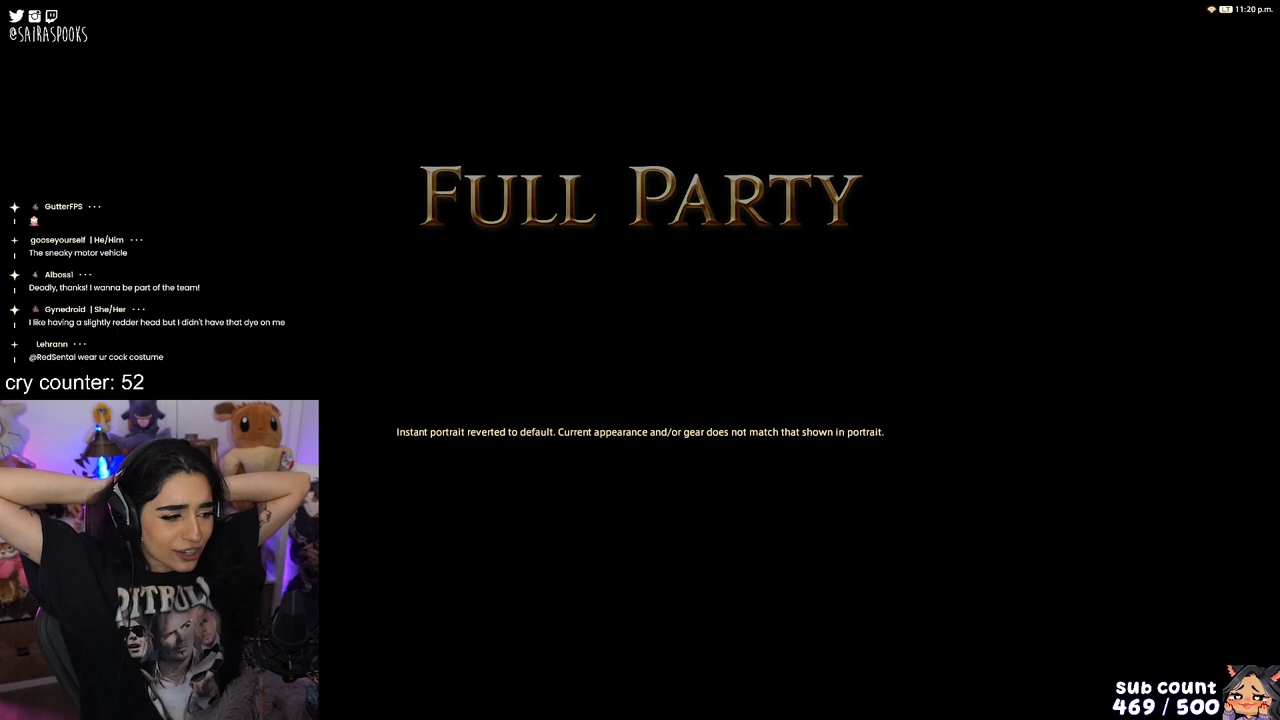 @SAIRASPOOKS
LT 11:20 p.m.
FULL PARTY
GutterFPS
gooseyourself | He/Him
The sneaky motor vehicle
Alboss1
Deadly, thanks! I wanna be part of the team!
Gynedroid | She/Her
I like having a slightly redder head but I didn't have that dye on me
Lehrann
@RedSentai wear ur cock costume
cry counter: 52
Instant portrait reverted to default. Current appearance and/or gear does not match that shown in portrait.
PITBULL
sub count
469 / 500